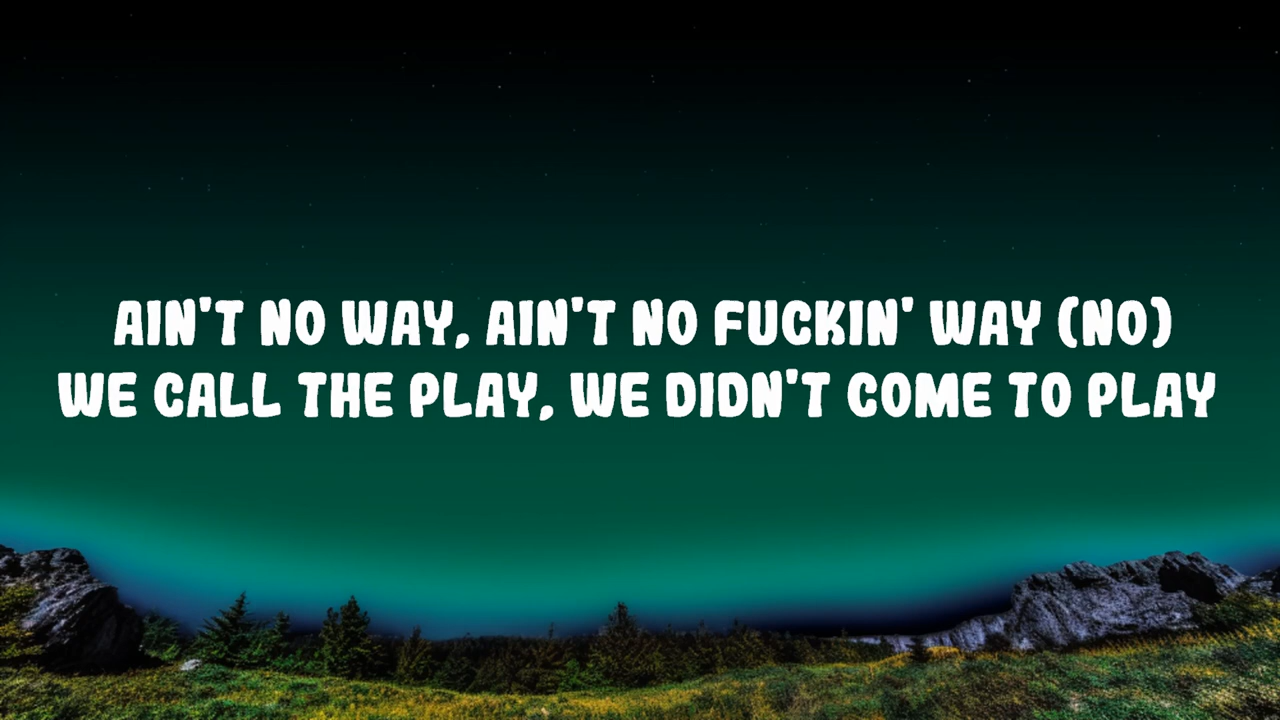 AIN'T NO WAY, AIN'T NO FUCKIN' WAY (NO)
WE CALL THE PLAY, WE DIDN'T COME TO PLAY